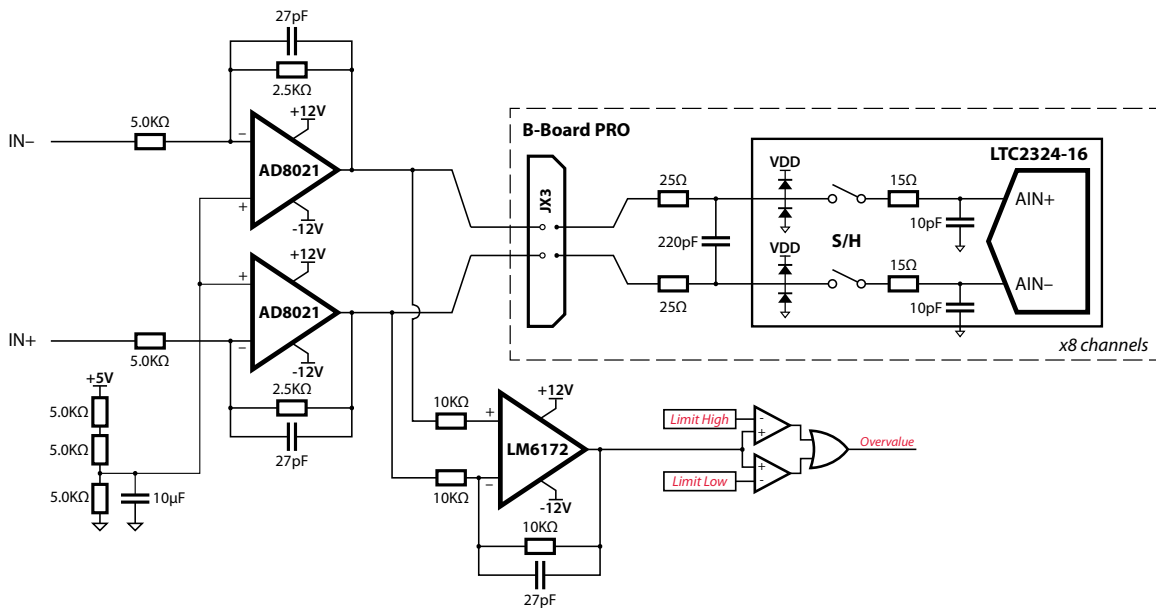 27pF
2.5KΩ
+12V
5.0KΩ
IN–
−
AD8021
+
-12V
+12V
+
AD8021
−
-12V
IN+
5.0KΩ
2.5KΩ
27pF
+5V
5.0KΩ
5.0KΩ
5.0KΩ
10µF
B-Board PRO
JX3
25Ω
220pF
25Ω
LTC2324-16
VDD
15Ω
AIN+
10pF
S/H
VDD
15Ω
AIN–
10pF
x8 channels
10KΩ
+
+12V
LM6172
10KΩ
−
-12V
10KΩ
27pF
Limit High
-
+
Overvalue
Limit Low
+
-